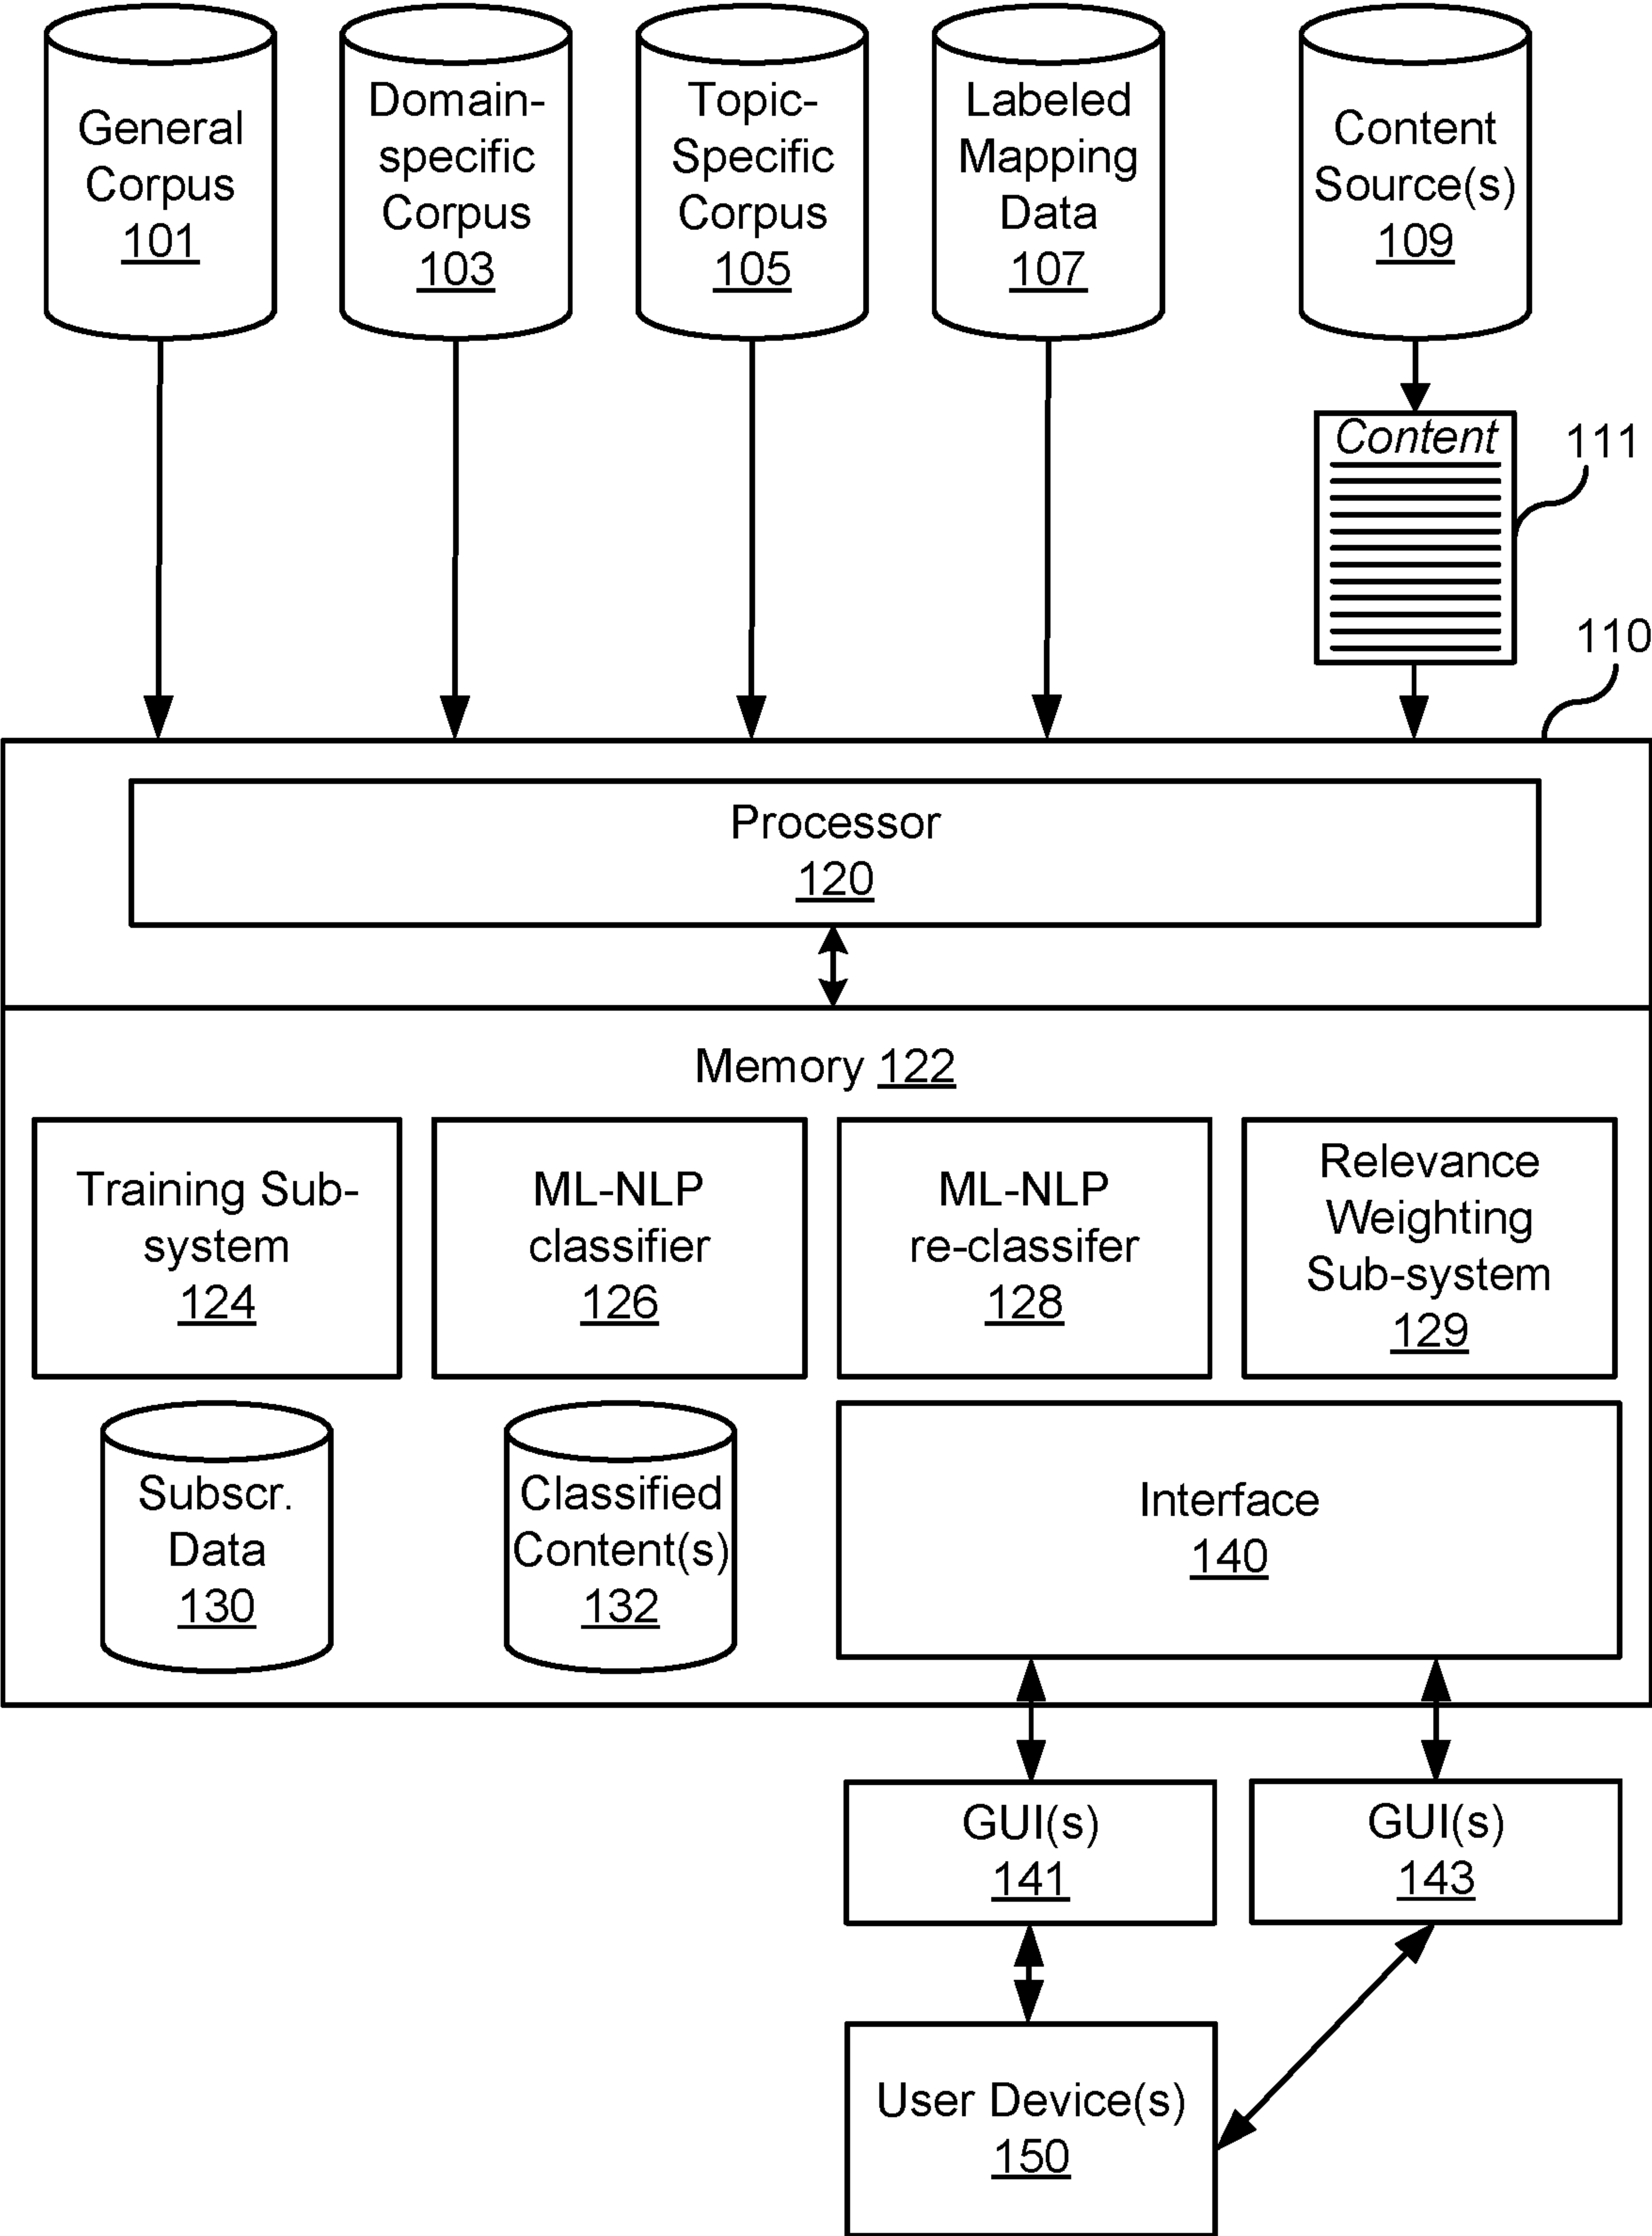 General
Corpus
101
Domain-
specific
Corpus
103
Topic-
Specific
Corpus
105
Labeled
Mapping
Data
107
Content
Source(s)
109
Content
111
110
Processor
120
Memory 122
Training Sub-
system
124
ML-NLP
classifier
126
ML-NLP
re-classifer
128
Relevance
Weighting
Sub-system
129
Subscr.
Data
130
Classified
Content(s)
132
Interface
140
GUI(s)
141
GUI(s)
143
User Device(s)
150